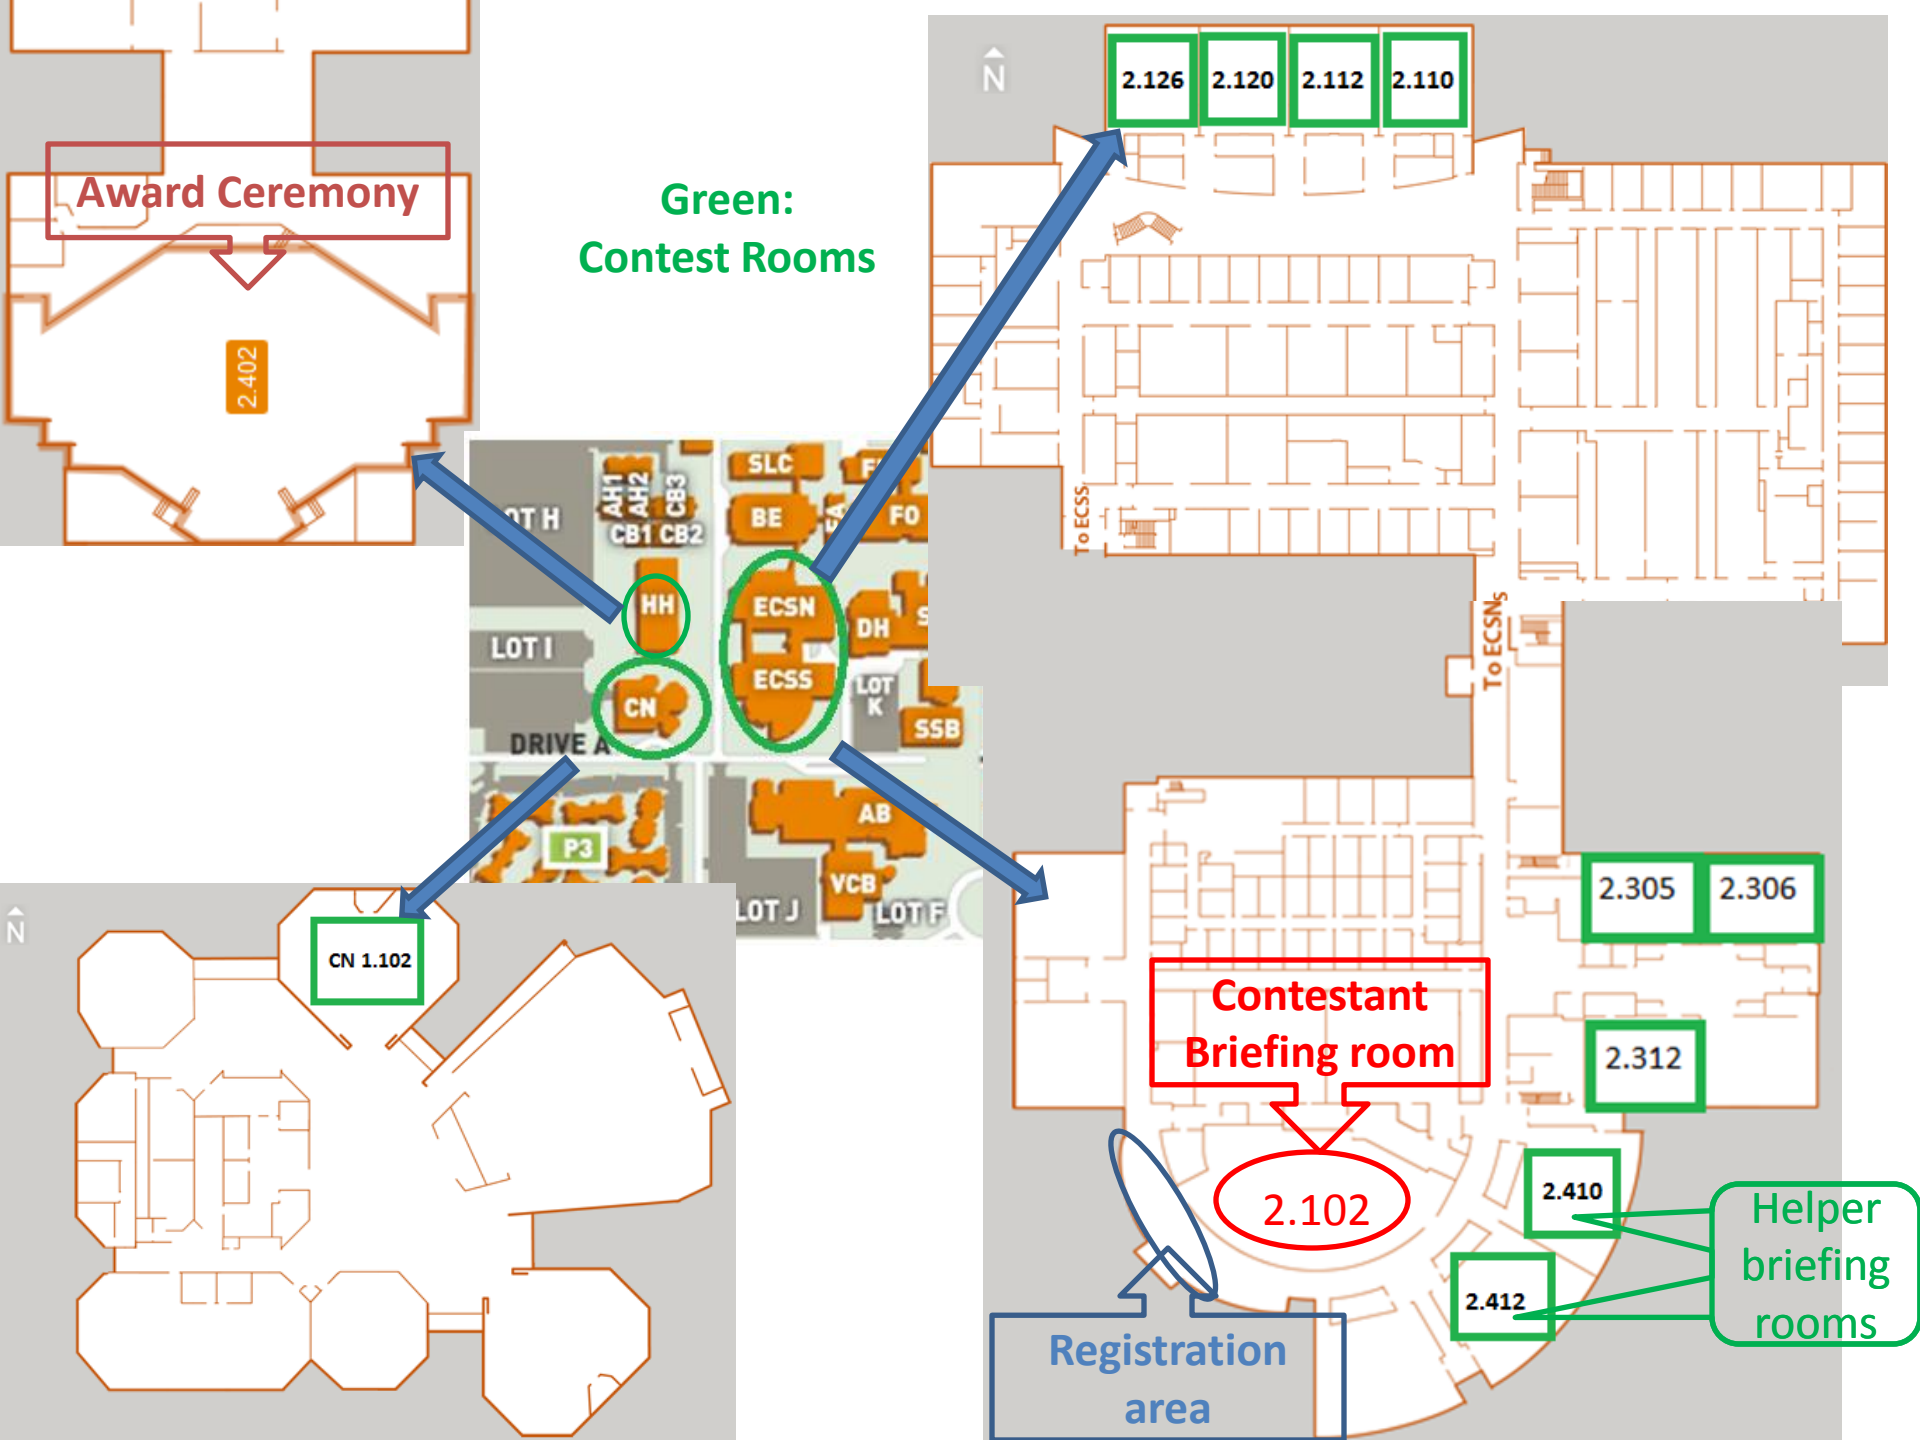 Award Ceremony
2.402
Green:
Contest Rooms
N
2.126
2.120
2.112
2.110
To ECSS
To ECSN
SLC
BE
FO
AH1
AH2
CB3
CB1 CB2
HH
ECSN
DH
LOT I
ECSS
CN
LOT
K
SSB
DRIVE A
AB
P3
VCB
LOT J
LOT F
N
CN 1.102
2.305
2.306
Contestant
Briefing room
2.312
2.102
2.410
2.412
Helper
briefing
rooms
Registration
area